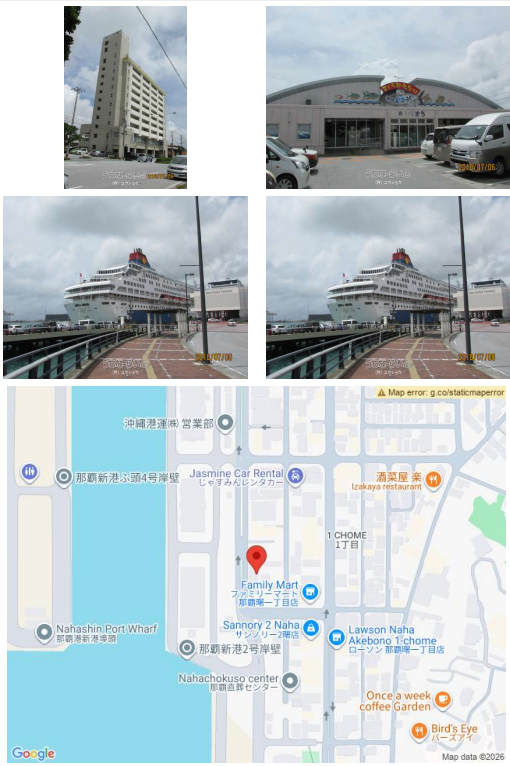 2018/07/06
2018/07/06
2018/07/06
Map error: g.co/staticmaperror
沖縄港運㈱ 営業部
那覇新港ふ頭4号岸壁
Jasmine Car Rental
じゃすみんレンタカー
酒菜屋 楽
Izakaya restaurant
1 CHOME
1丁目
Family Mart
ファミリーマート
那覇曙一丁目店
Sannory 2 Naha
サンノリー2曙店
Lawson Naha
Akebono 1-chome
ローソン 那覇曙一丁目店
Nahashin Port Wharf
那覇港新港埠頭
那覇新港2号岸壁
Nahachokuso center
那覇直葬センター
Once a week
coffee Garden
Bird's Eye
バーズアイ
Google
Map data ©2026